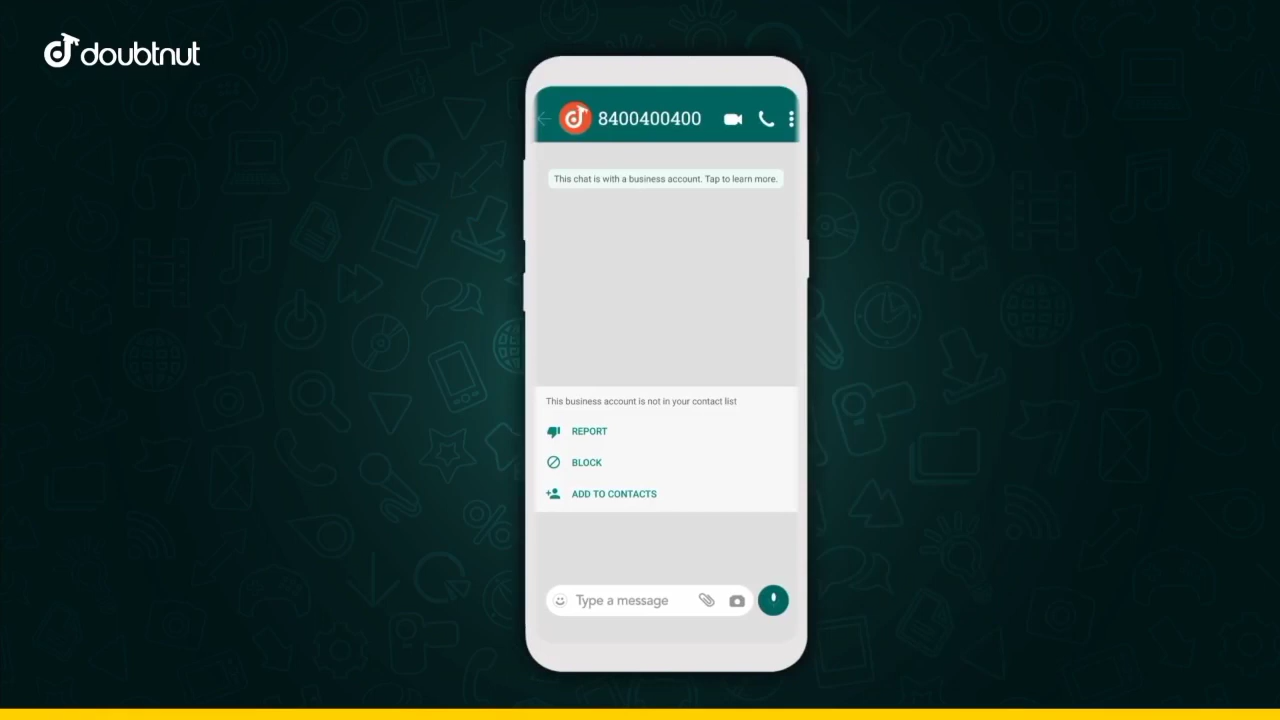 doubtnut
8400400400
This chat is with a business account. Tap to learn more.
This business account is not in your contact list
REPORT
BLOCK
ADD TO CONTACTS
Type a message